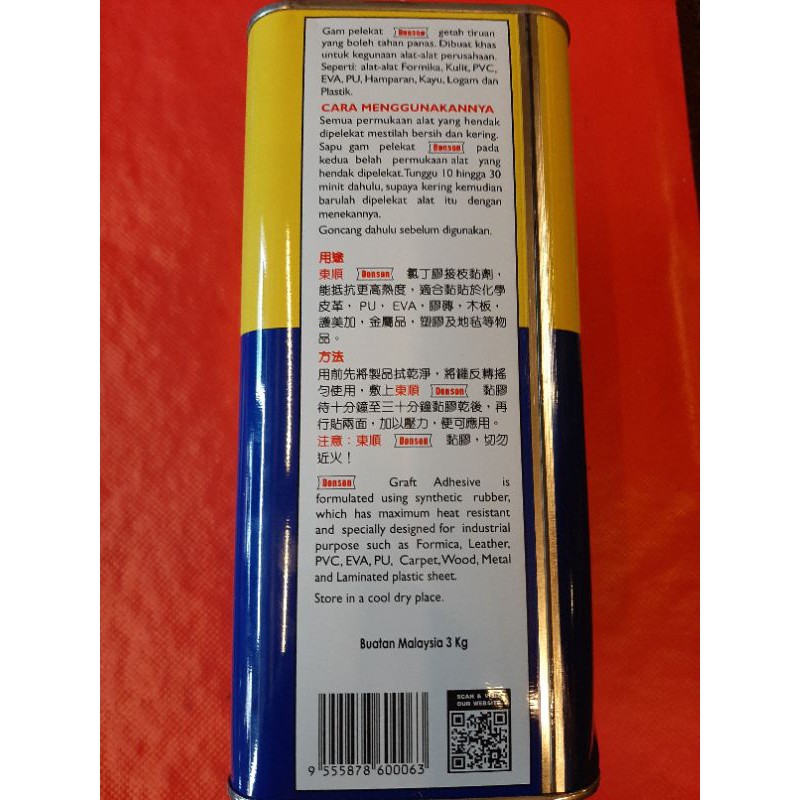 Gam pelekat Donson getah tiruan
yang boleh tahan panas. Dibuat khas
untuk kegunaan alat-alat perusahaan.
Seperti: alat-alat Formika, Kulit, PVC,
EVA, PU, Hamparan, Kayu, Logam dan
Plastik.
CARA MENGGUNAKANNYA
Semua permukaan alat yang hendak
dipelekat mestilah bersih dan kering.
Sapu gam pelekat Donson pada
kedua belah permukaan alat yang
hendak dipelekat. Tunggu 10 hingga 30
minit dahulu, supaya kering kemudian
barulah dipelekat alat itu dengan
menekannya.
Goncang dahulu sebelum digunakan.
用途
東順 Donson 氯丁膠接枝黏劑，
能抵抗更高熱度，適合黏貼於化學
皮革，PU，EVA，膠磚，木板，
護美加，金屬品，塑膠及地毡等物
品。
方法
用前先將製品拭乾淨，將罐反轉搖
勻使用，敷上東順 Donson 黏膠
待十分鐘至三十分鐘黏膠乾後，再
行貼兩面，加以壓力，便可應用。
注意：東順 Donson 黏膠，切勿
近火！
Donson Graft Adhesive is
formulated using synthetic rubber,
which has maximum heat resistant
and specially designed for industrial
purpose such as Formica, Leather,
PVC, EVA, PU, Carpet, Wood, Metal
and Laminated plastic sheet.
Store in a cool dry place.
Buatan Malaysia 3 Kg
SCAN &
OUR WEBSITE
9 555878 600063